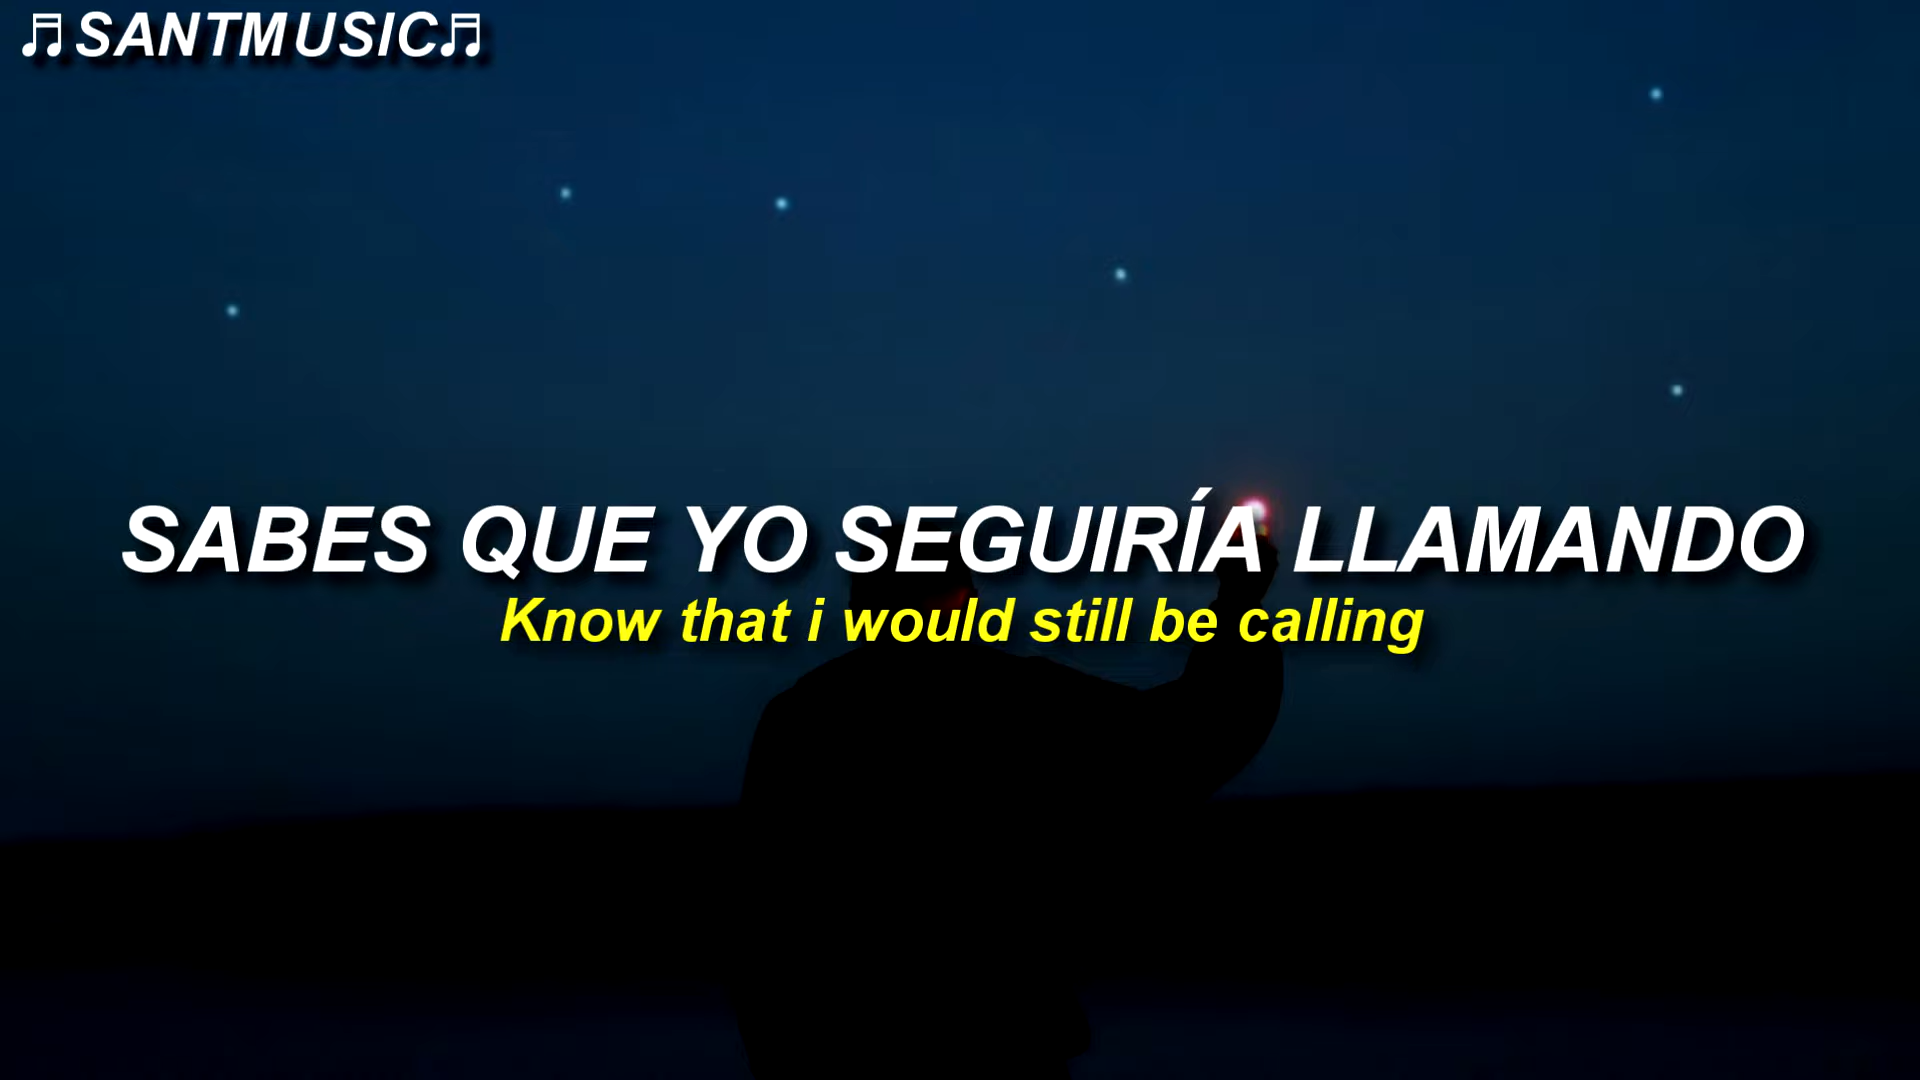 ♫SANTMUSIC♫
SABES QUE YO SEGUIRÍA LLAMANDO
Know that i would still be calling